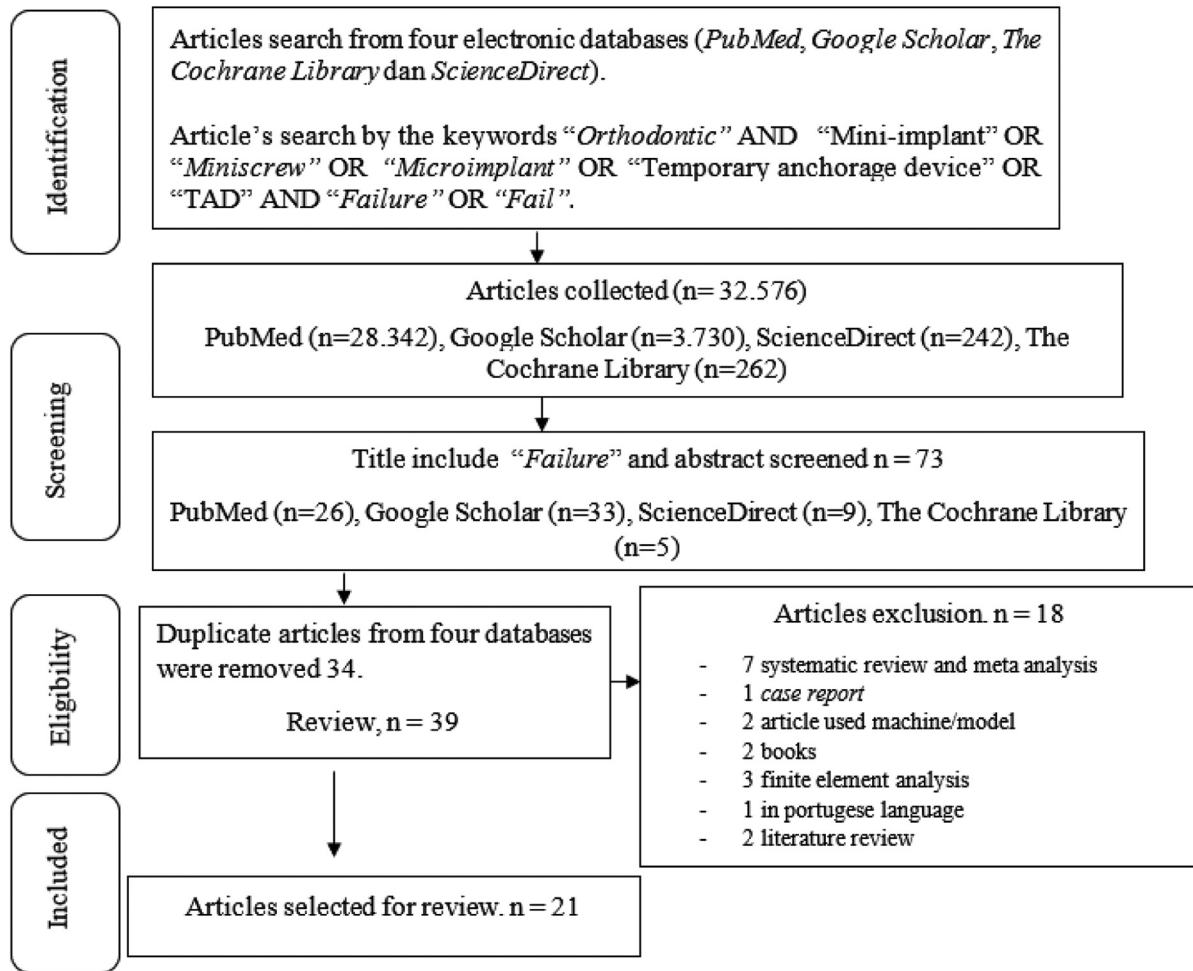 Identification
Articles search from four electronic databases (PubMed, Google Scholar, The
Cochrane Library dan ScienceDirect).
Article's search by the keywords “Orthodontic” AND “Mini-implant” OR
“Miniscrew” OR “Microimplant” OR “Temporary anchorage device” OR
“TAD” AND “Failure” OR “Fail”.
Screening
Articles collected (n= 32.576)
PubMed (n=28.342), Google Scholar (n=3.730), ScienceDirect (n=242), The
Cochrane Library (n=262)
Title include “Failure” and abstract screened n = 73
PubMed (n=26), Google Scholar (n=33), ScienceDirect (n=9), The Cochrane Library
(n=5)
Eligibility
Duplicate articles from four databases
were removed 34.
Review, n = 39
Articles exclusion. n = 18
- 7 systematic review and meta analysis
- 1 case report
- 2 article used machine/model
- 2 books
- 3 finite element analysis
- 1 in portugese language
- 2 literature review
Included
Articles selected for review. n = 21